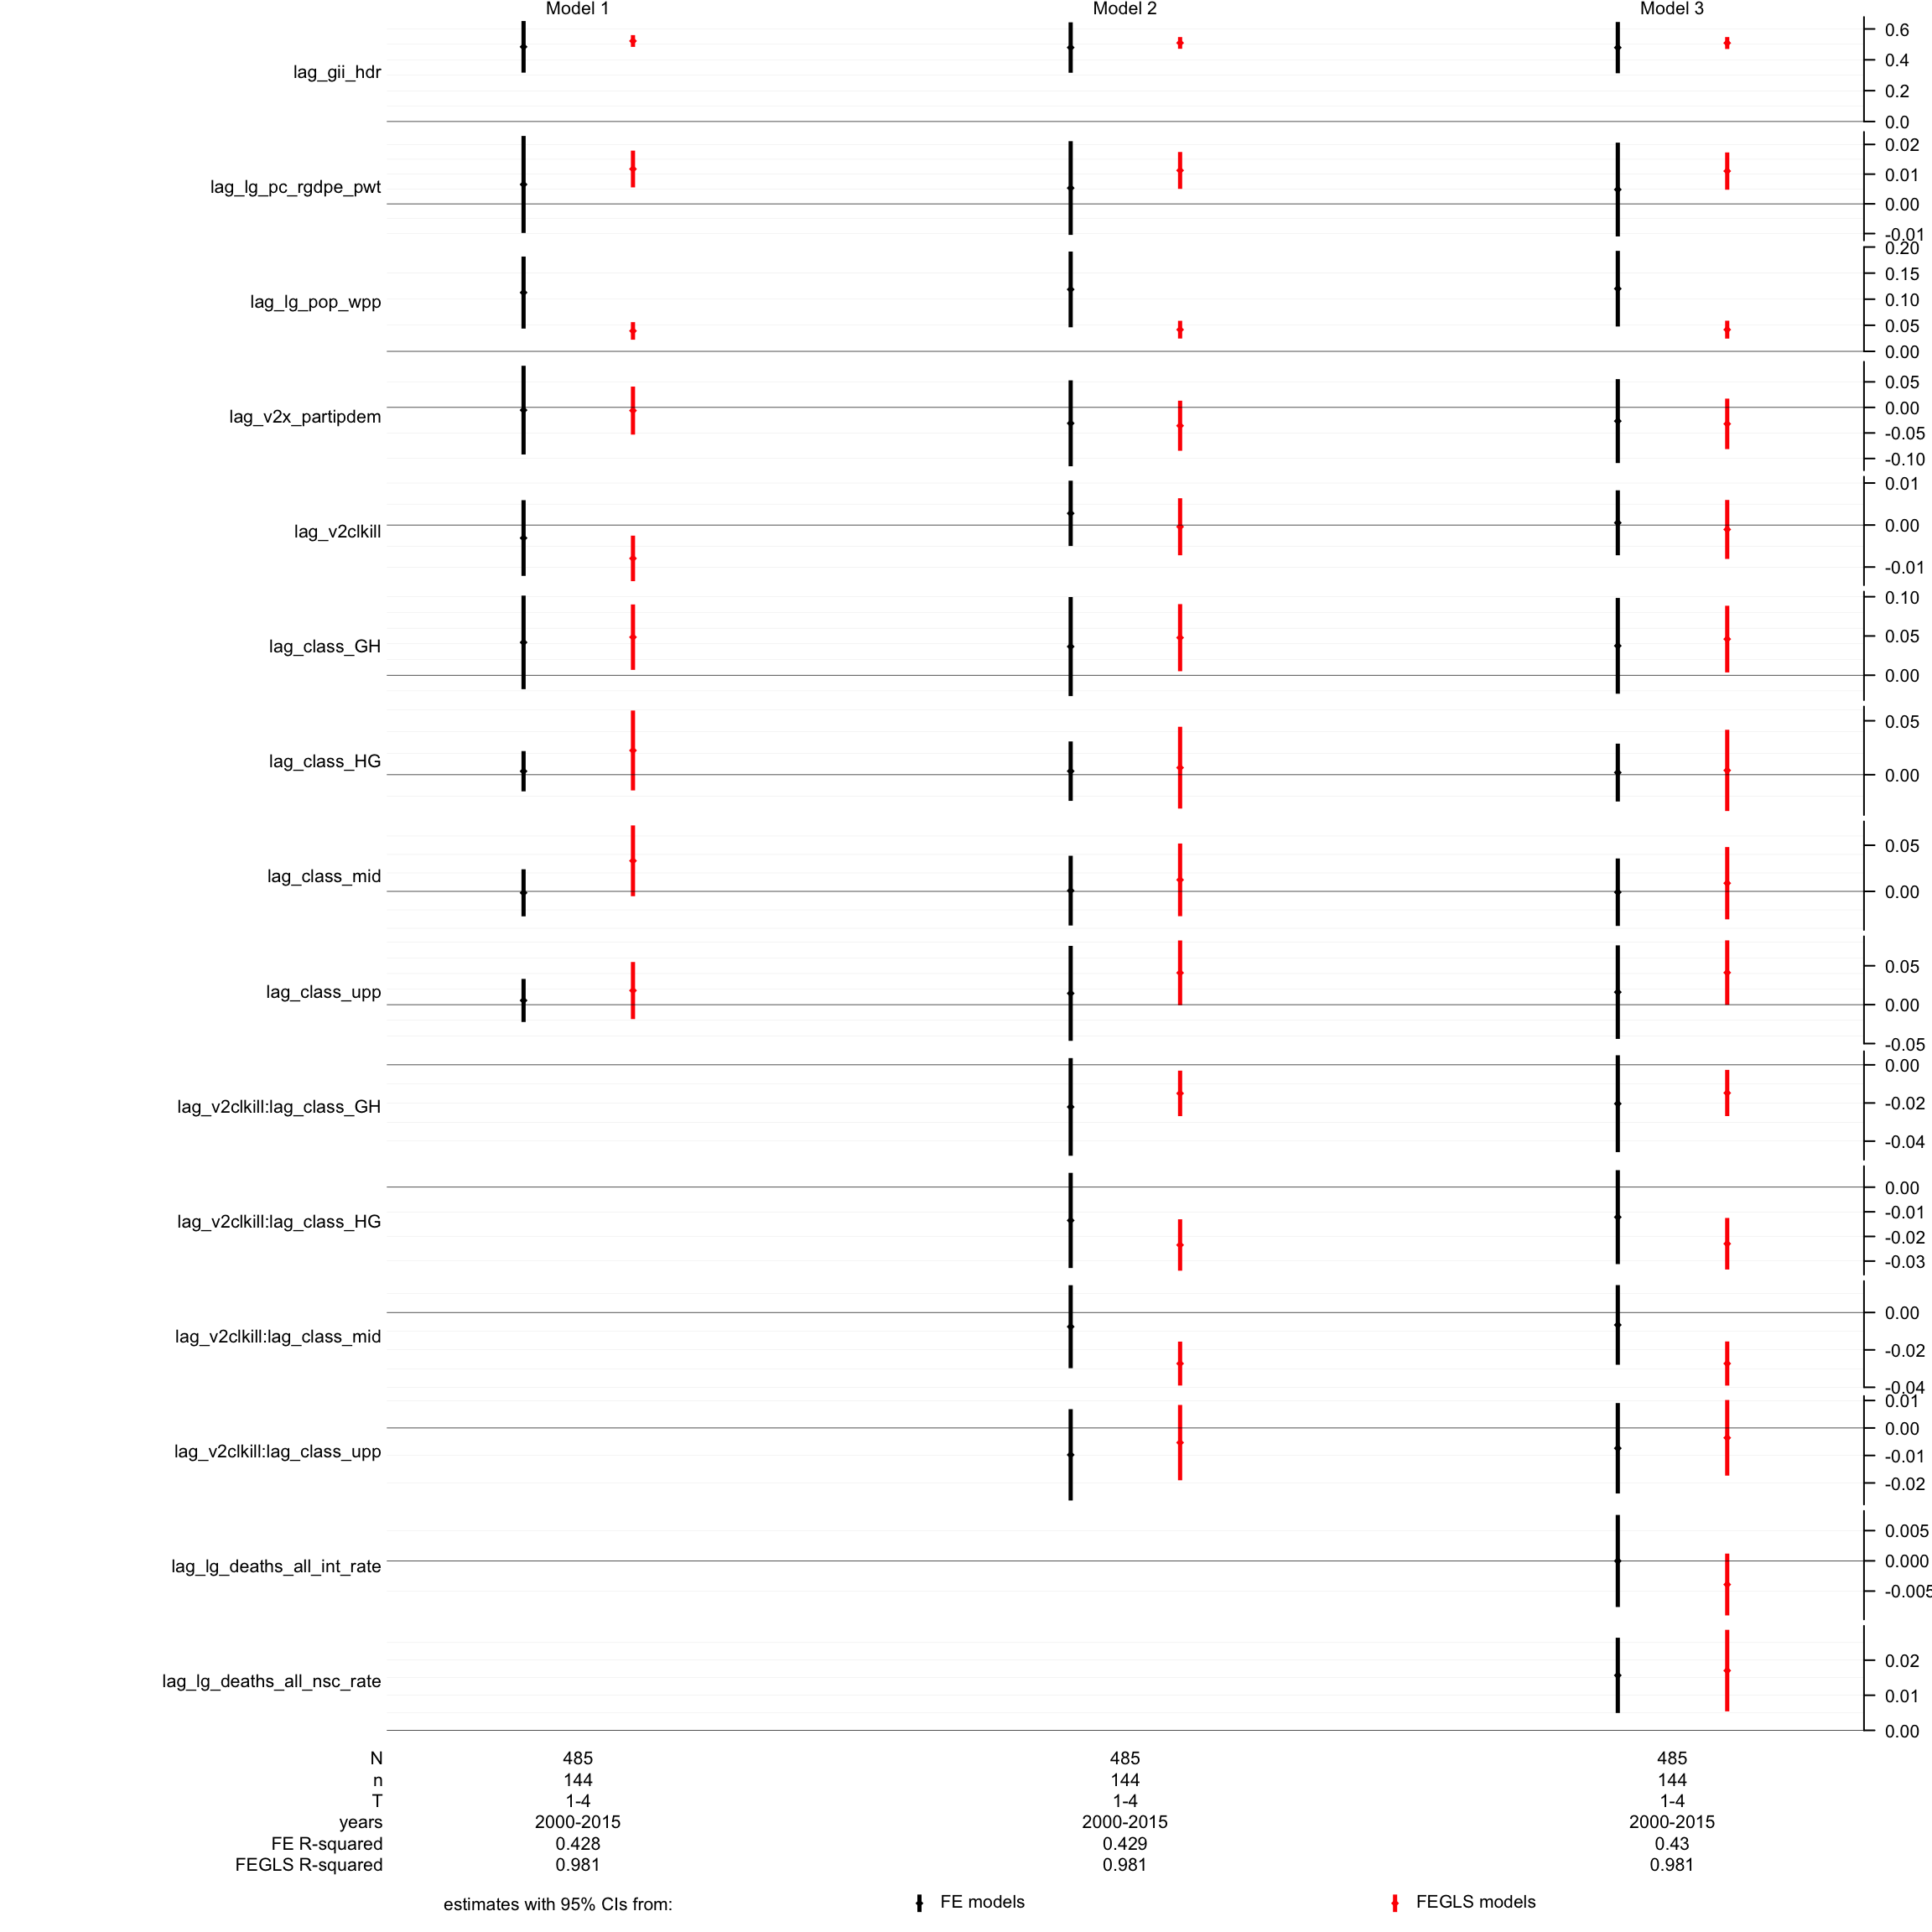 Model 1 Model 2 Model 3
lag_gii_hdr
0.6
0.4
0.2
0.0
lag_lg_pc_rgdpe_pwt
0.02
0.01
0.00
-0.01
lag_lg_pop_wpp
0.20
0.15
0.10
0.05
0.00
lag_v2x_partipdem
0.05
0.00
-0.05
-0.10
lag_v2clkill
0.01
0.00
-0.01
lag_class_GH
0.10
0.05
0.00
lag_class_HG
0.05
0.00
lag_class_mid
0.05
0.00
lag_class_upp
0.05
0.00
-0.05
lag_v2clkill:lag_class_GH
0.00
-0.02
-0.04
lag_v2clkill:lag_class_HG
0.00
-0.01
-0.02
-0.03
lag_v2clkill:lag_class_mid
0.00
-0.02
-0.04
lag_v2clkill:lag_class_upp
0.01
0.00
-0.01
-0.02
lag_lg_deaths_all_int_rate
0.005
0.000
-0.005
lag_lg_deaths_all_nsc_rate
0.02
0.01
0.00
N 485 485 485
n 144 144 144
T 1-4 1-4 1-4
years 2000-2015 2000-2015 2000-2015
FE R-squared 0.428 0.429 0.43
FEGLS R-squared 0.981 0.981 0.981
estimates with 95% CIs from: FE models FEGLS models